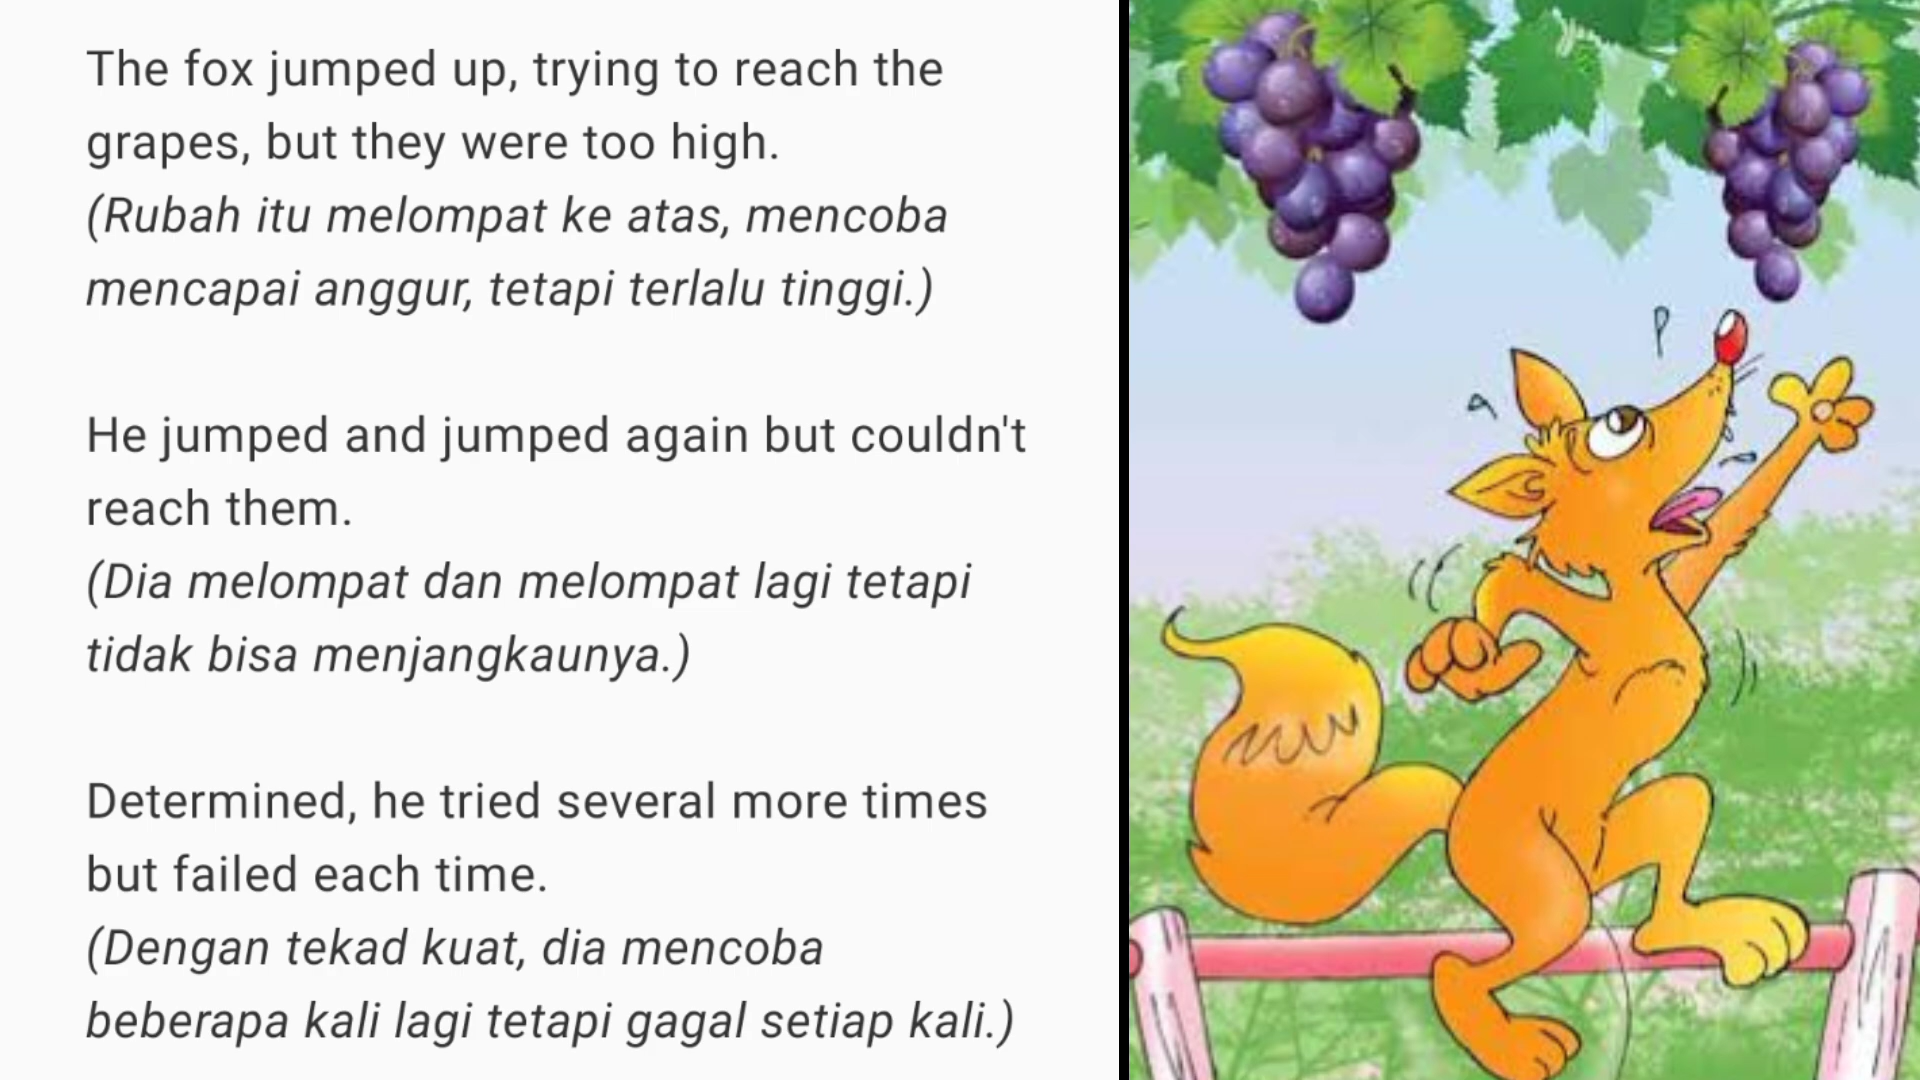 The fox jumped up, trying to reach the
grapes, but they were too high.
(Rubah itu melompat ke atas, mencoba
mencapai anggur, tetapi terlalu tinggi.)
He jumped and jumped again but couldn't
reach them.
(Dia melompat dan melompat lagi tetapi
tidak bisa menjangkaunya.)
Determined, he tried several more times
but failed each time.
(Dengan tekad kuat, dia mencoba
beberapa kali lagi tetapi gagal setiap kali.)